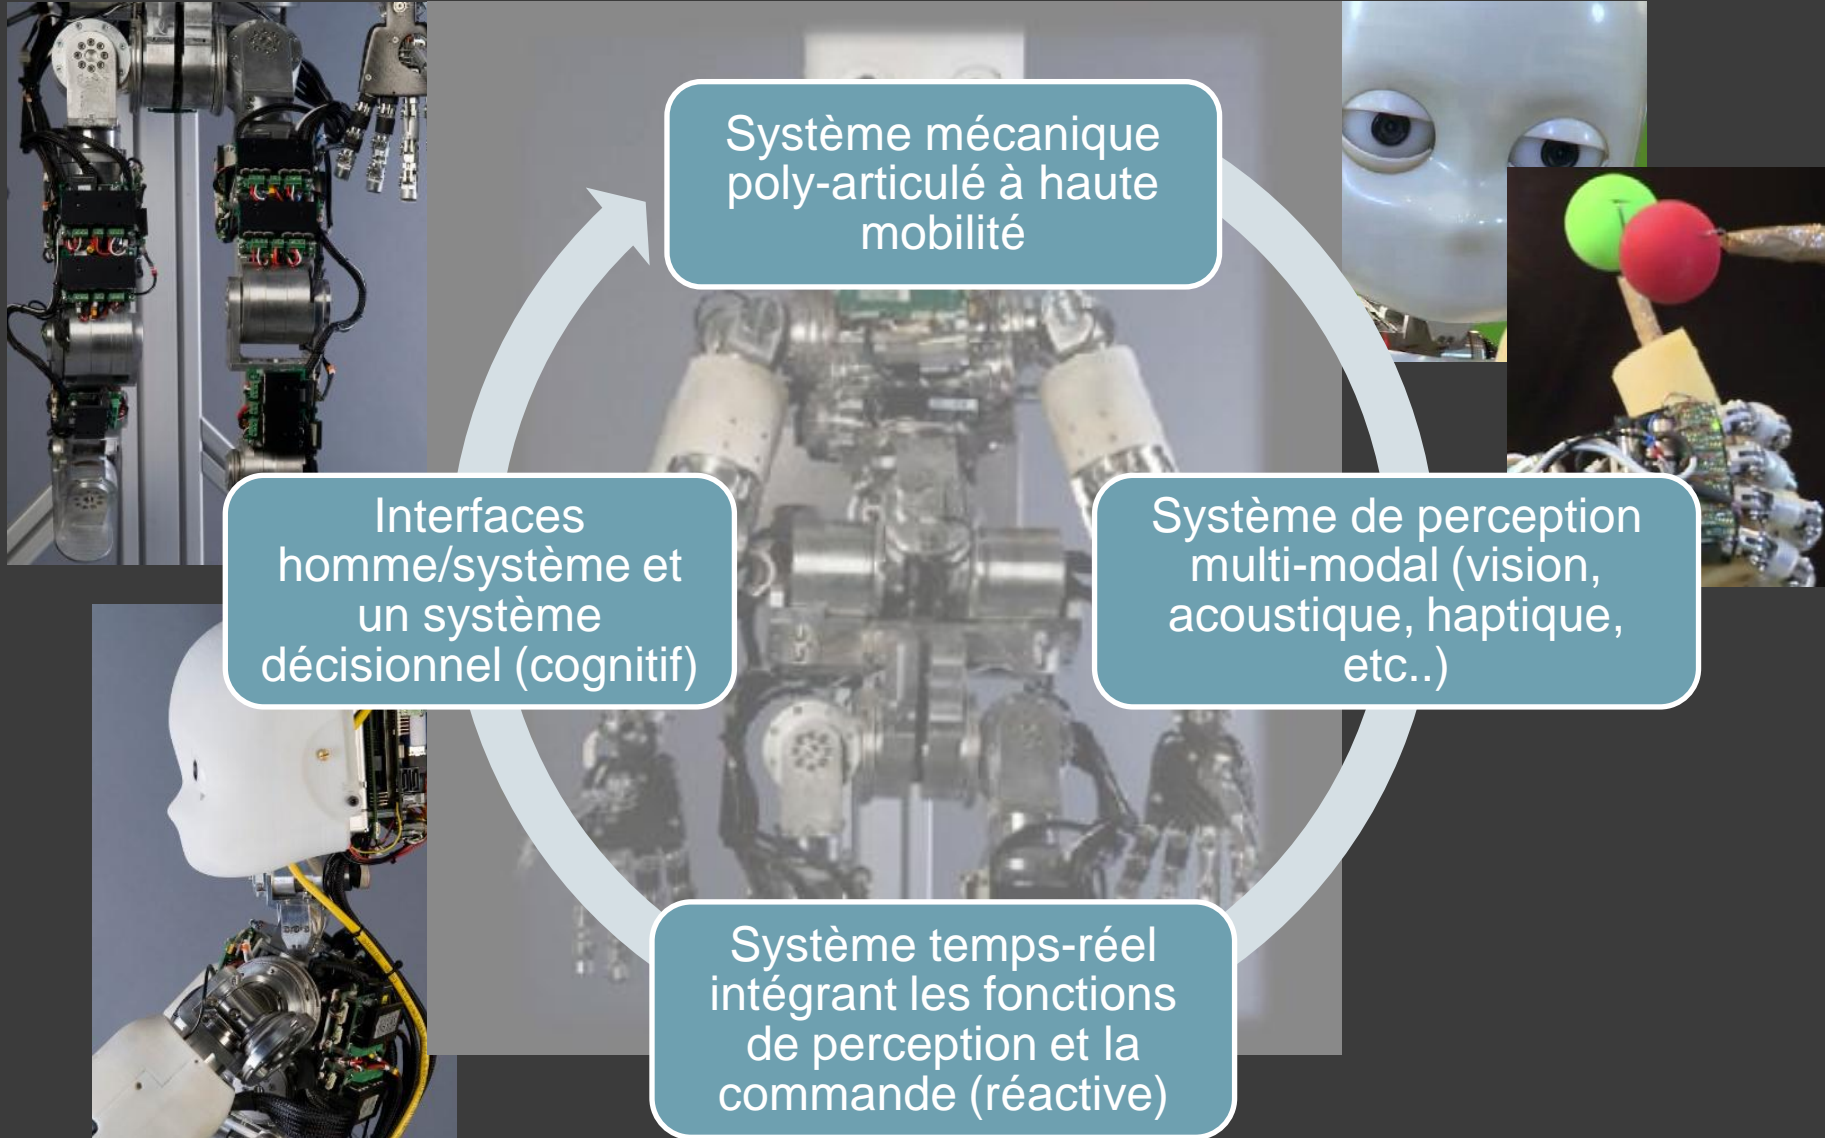 Système mécanique
poly-articulé à haute
mobilité
Interfaces
homme/système et
un système
décisionnel (cognitif)
Système de perception
multi-modal (vision,
acoustique, haptique,
etc..)
Système temps-réel
intégrant les fonctions
de perception et la
commande (réactive)